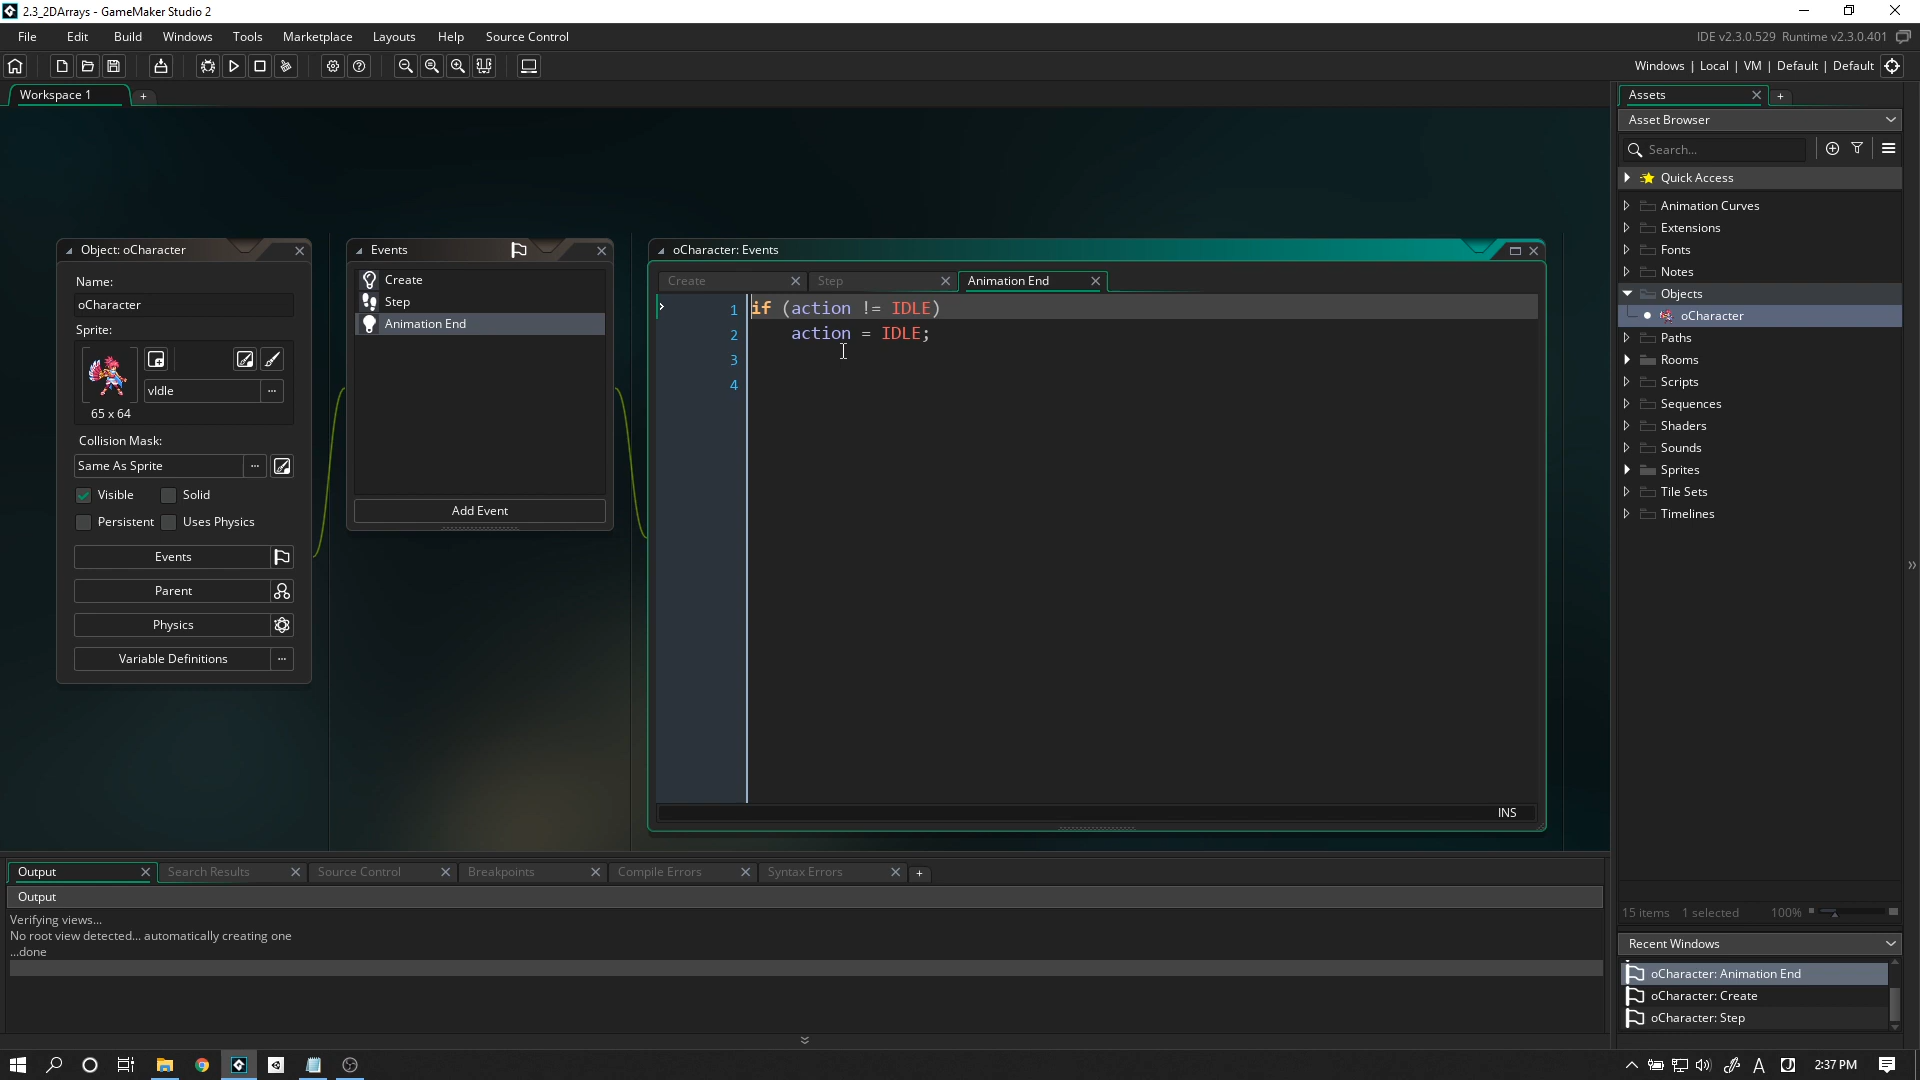 2.3_2DArrays - GameMaker Studio 2
File Edit Build Windows Tools Marketplace Layouts Help Source Control
IDE v2.3.0.529 Runtime v2.3.0.401
Windows | Local | VM | Default | Default
Workspace 1
Object: oCharacter
Name:
oCharacter
Sprite:
vIdle
65 x 64
Collision Mask:
Same As Sprite
Visible Solid
Persistent Uses Physics
Events
Parent
Physics
Variable Definitions
Events
Create
Step
Animation End
Add Event
oCharacter: Events
Create Step Animation End
1 if (action != IDLE)
2 action = IDLE;
3
4
INS
Assets
Asset Browser
Search...
Quick Access
Animation Curves
Extensions
Fonts
Notes
Objects
oCharacter
Paths
Rooms
Scripts
Sequences
Shaders
Sounds
Sprites
Tile Sets
Timelines
15 items 1 selected 100%
Recent Windows
oCharacter: Animation End
oCharacter: Create
oCharacter: Step
Output Search Results Source Control Breakpoints Compile Errors Syntax Errors
Output
Verifying views...
No root view detected... automatically creating one
...done
A 2:37 PM